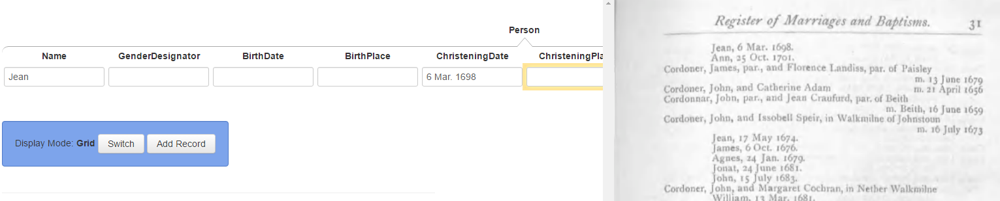 Person
Name GenderDesignator BirthDate BirthPlace ChristeningDate ChristeningPla
Jean 6 Mar. 1698
Display Mode: Grid Switch Add Record
Register of Marriages and Baptisms. 31
Jean, 6 Mar. 1698.
Ann, 25 Oct. 1701.
Cordoner, James, par., and Florence Landiss, par. of Paisley
m. 13 June 1679
Cordoner, John, and Catherine Adam m. 21 April 1656
Cordonnar, John, par., and Jean Craufurd, par. of Beith
m. Beith, 16 June 1659
Cordoner, John, and Issobell Speir, in Walkmilne of Johnstoun
m. 16 July 1673
Jean, 17 May 1674.
James, 6 Oct. 1676.
Agnes, 24 Jan. 1679.
Jonat, 24 June 1681.
John, 15 July 1683.
Cordoner, John, and Margaret Cochran, in Nether Walkmilne
William, 13 Mar. 1681.